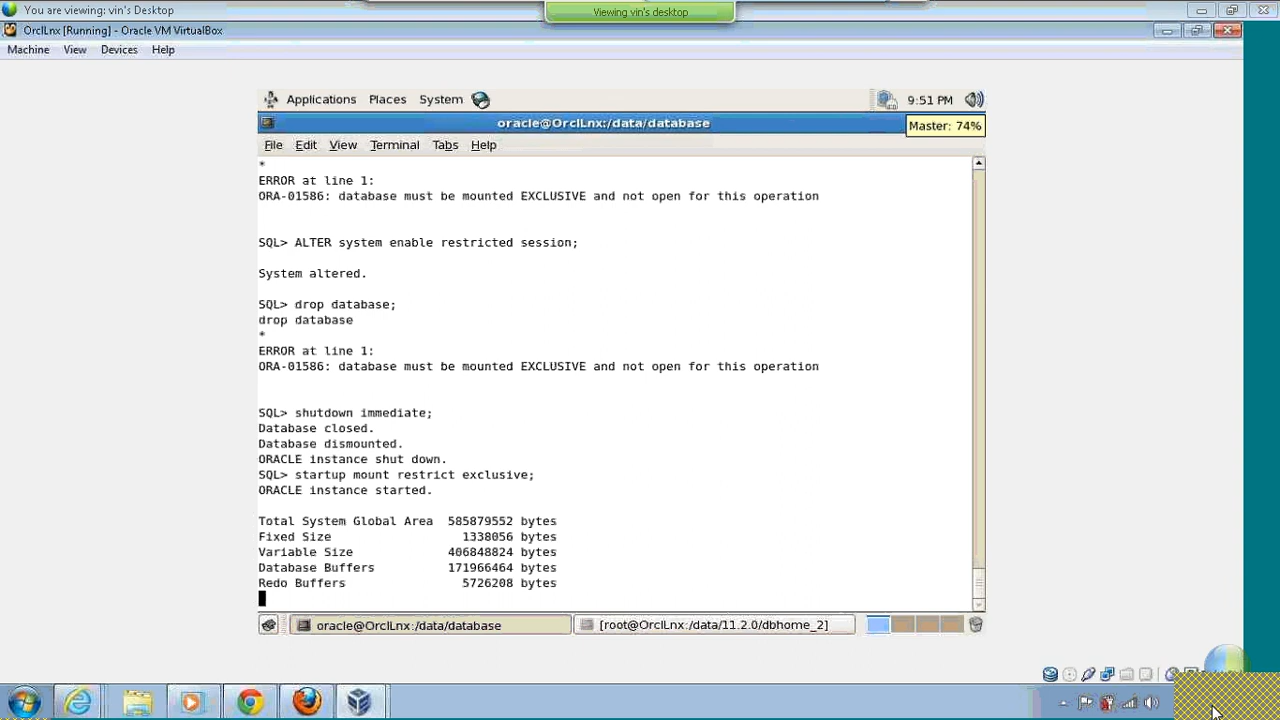 You are viewing: vin's Desktop
Viewing vin's desktop
OrclLnx [Running] - Oracle VM VirtualBox
Machine View Devices Help
Applications Places System 9:51 PM
oracle@OrclLnx:/data/database
Master: 74%
File Edit View Terminal Tabs Help
*
ERROR at line 1:
ORA-01586: database must be mounted EXCLUSIVE and not open for this operation
SQL> ALTER system enable restricted session;
System altered.
SQL> drop database;
drop database
*
ERROR at line 1:
ORA-01586: database must be mounted EXCLUSIVE and not open for this operation
SQL> shutdown immediate;
Database closed.
Database dismounted.
ORACLE instance shut down.
SQL> startup mount restrict exclusive;
ORACLE instance started.
Total System Global Area 585879552 bytes
Fixed Size 1338056 bytes
Variable Size 406848824 bytes
Database Buffers 171966464 bytes
Redo Buffers 5726208 bytes
oracle@OrclLnx:/data/database [root@OrclLnx:/data/11.2.0/dbhome_2]